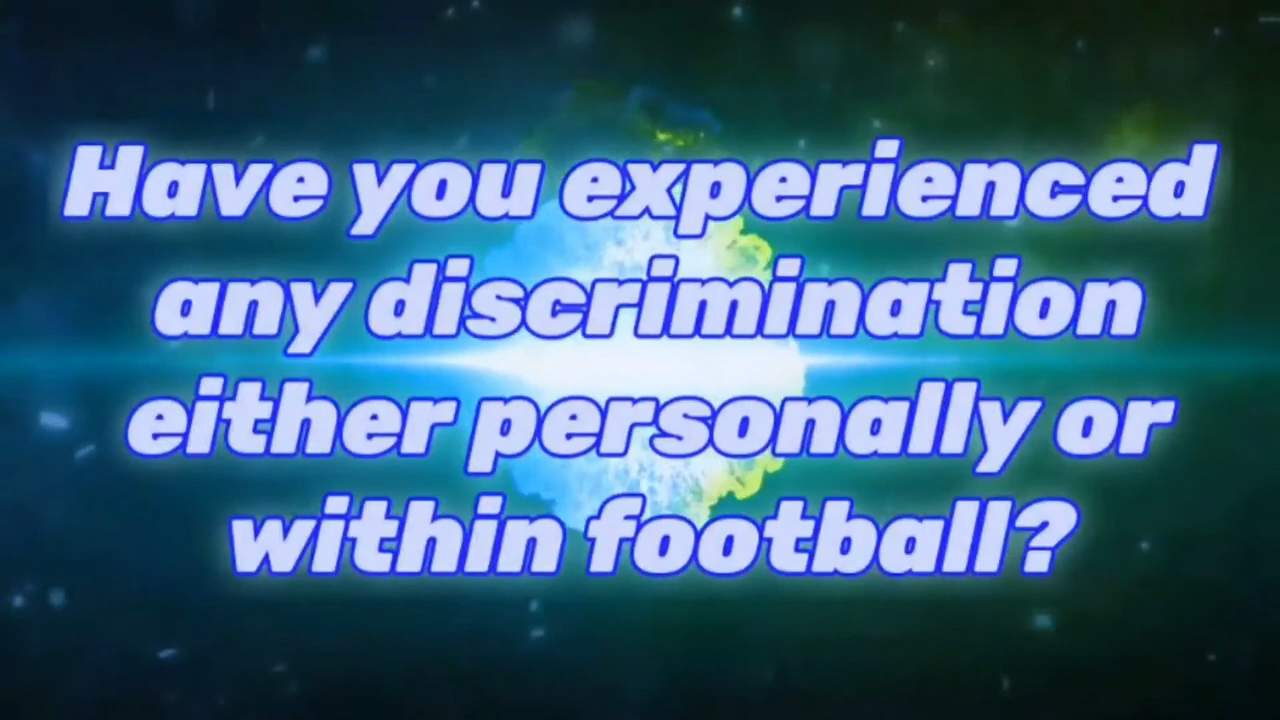 Have you experienced
any discrimination
either personally or
within football?